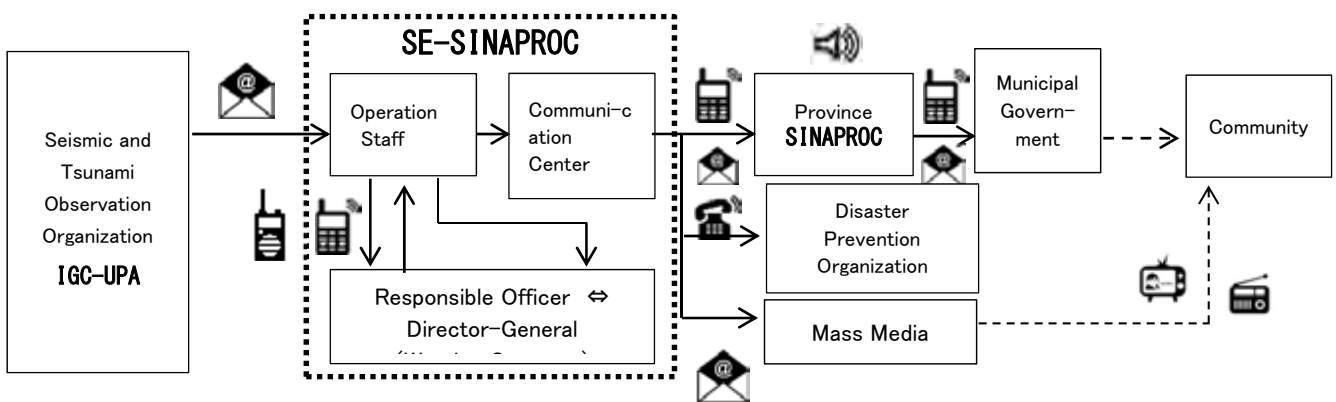 SE-SINAPROC
Seismic and
Tsunami
Observation
Organization
IGC-UPA
Operation
Staff
Communi-c
ation
Center
Responsible Officer ⇔
Director-General
Province
SINAPROC
Municipal
Govern-
ment
Community
Disaster
Prevention
Organization
Mass Media